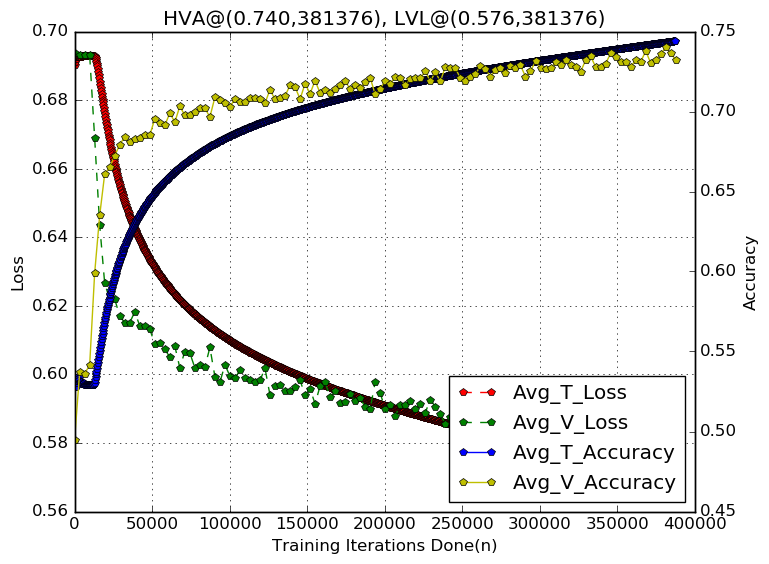 HVA@(0.740,381376), LVL@(0.576,381376)
0.70
0.68
0.66
0.64
0.62
0.60
0.58
0.56
Loss
0.75
0.70
0.65
0.60
0.55
0.50
0.45
Accuracy
Avg_T_Loss
Avg_V_Loss
Avg_T_Accuracy
Avg_V_Accuracy
0 50000 100000 150000 200000 250000 300000 350000 400000
Training Iterations Done(n)